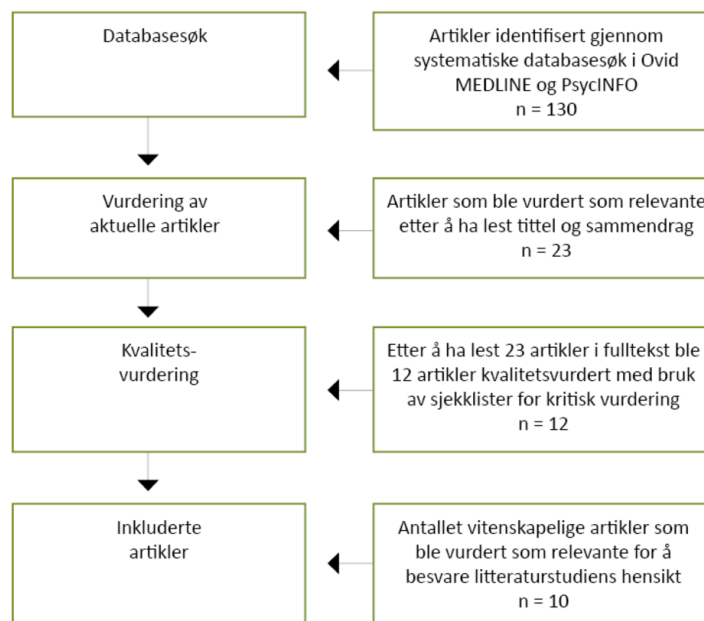 Databasesøk
Artikler identifisert gjennom
systematiske databasesøk i Ovid
MEDLINE og PsycINFO
n = 130
Vurdering av
aktuelle artikler
Artikler som ble vurdert som relevante
etter å ha lest tittel og sammendrag
n = 23
Kvalitets-
vurdering
Etter å ha lest 23 artikler i fulltekst ble
12 artikler kvalitetsvurdert med bruk
av sjekklister for kritisk vurdering
n = 12
Inkluderte
artikler
Antallet vitenskapelige artikler som
ble vurdert som relevante for å
besvare litteraturstudiens hensikt
n = 10